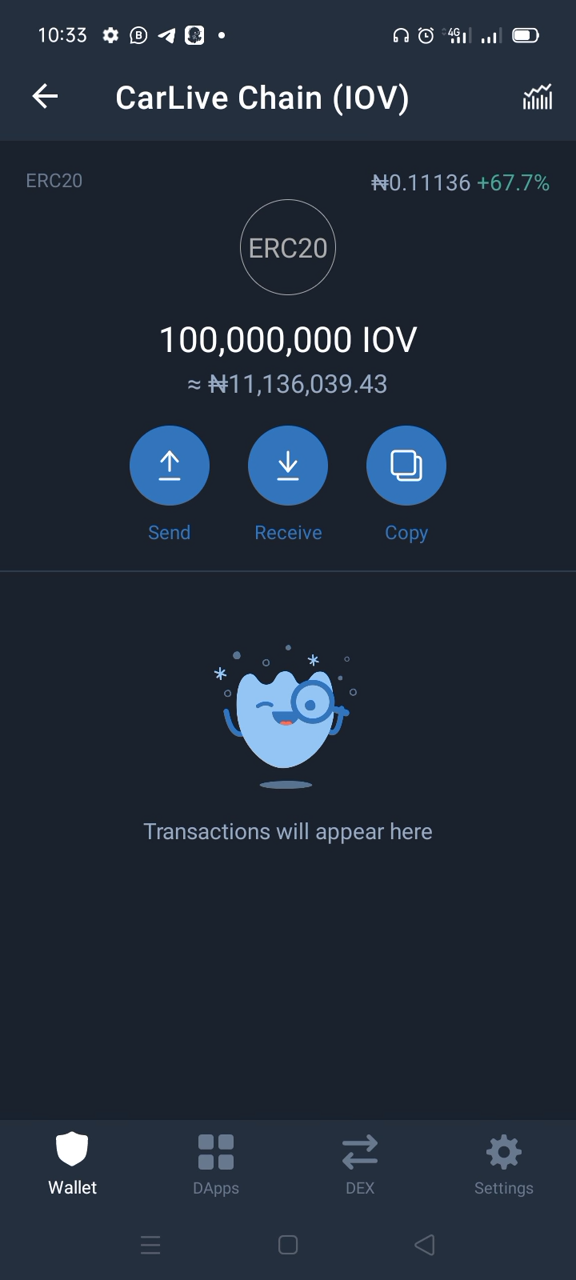 10:33
4G
CarLive Chain (IOV)
ERC20
₦0.11136 +67.7%
ERC20
100,000,000 IOV
≈ ₦11,136,039.43
Send
Receive
Copy
Transactions will appear here
Wallet
DApps
DEX
Settings